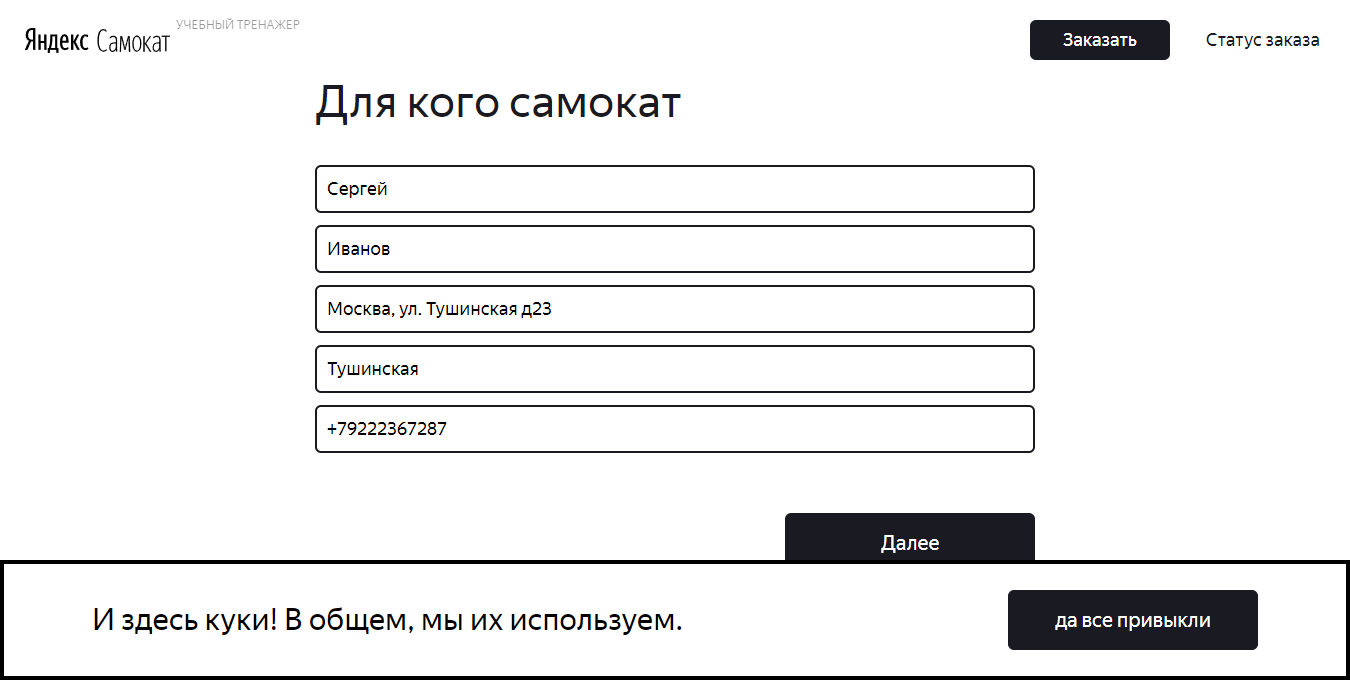 Яндекс Самокат
УЧЕБНЫЙ ТРЕНАЖЕР
Заказать
Статус заказа
Для кого самокат
Сергей
Иванов
Москва, ул. Тушинская д23
Тушинская
+79222367287
Далее
И здесь куки! В общем, мы их используем.
да все привыкли